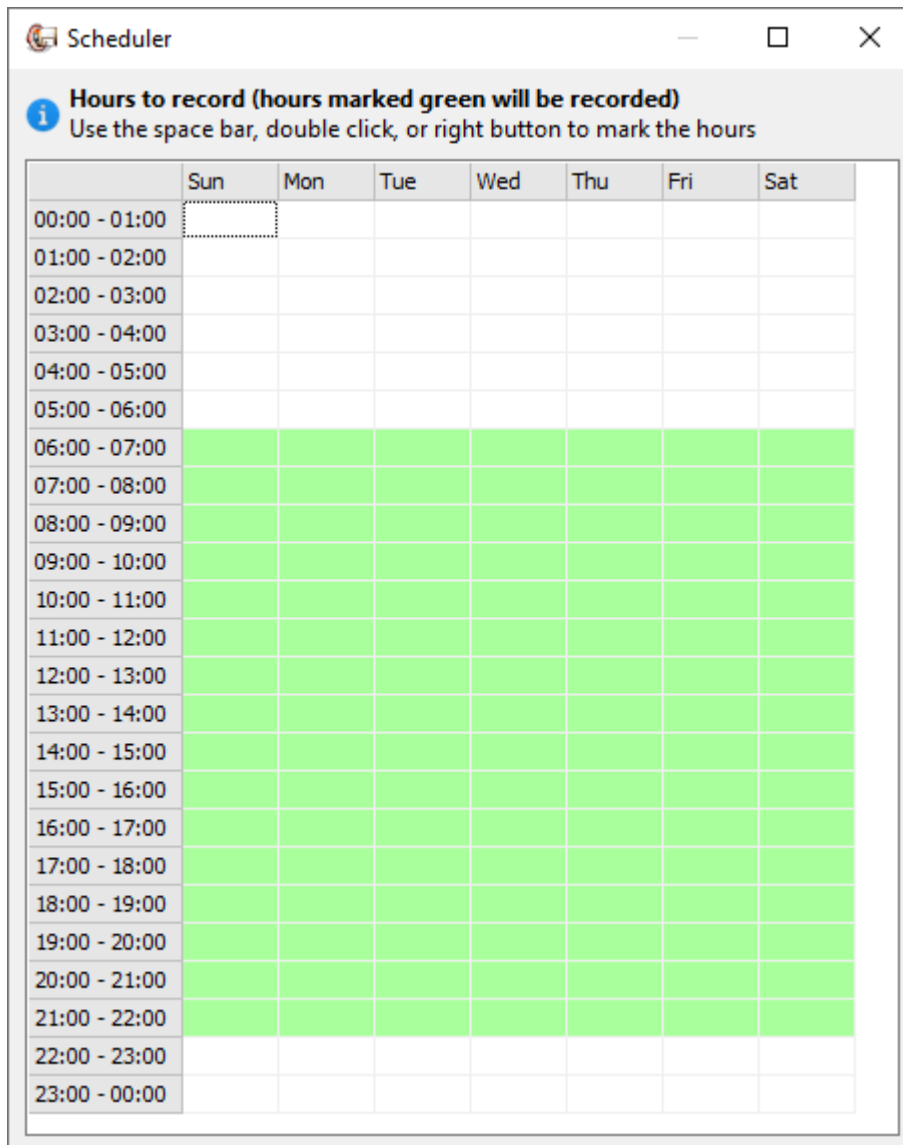 Scheduler
Hours to record (hours marked green will be recorded)
Use the space bar, double click, or right button to mark the hours
Sun Mon Tue Wed Thu Fri Sat
00:00 - 01:00
01:00 - 02:00
02:00 - 03:00
03:00 - 04:00
04:00 - 05:00
05:00 - 06:00
06:00 - 07:00
07:00 - 08:00
08:00 - 09:00
09:00 - 10:00
10:00 - 11:00
11:00 - 12:00
12:00 - 13:00
13:00 - 14:00
14:00 - 15:00
15:00 - 16:00
16:00 - 17:00
17:00 - 18:00
18:00 - 19:00
19:00 - 20:00
20:00 - 21:00
21:00 - 22:00
22:00 - 23:00
23:00 - 00:00